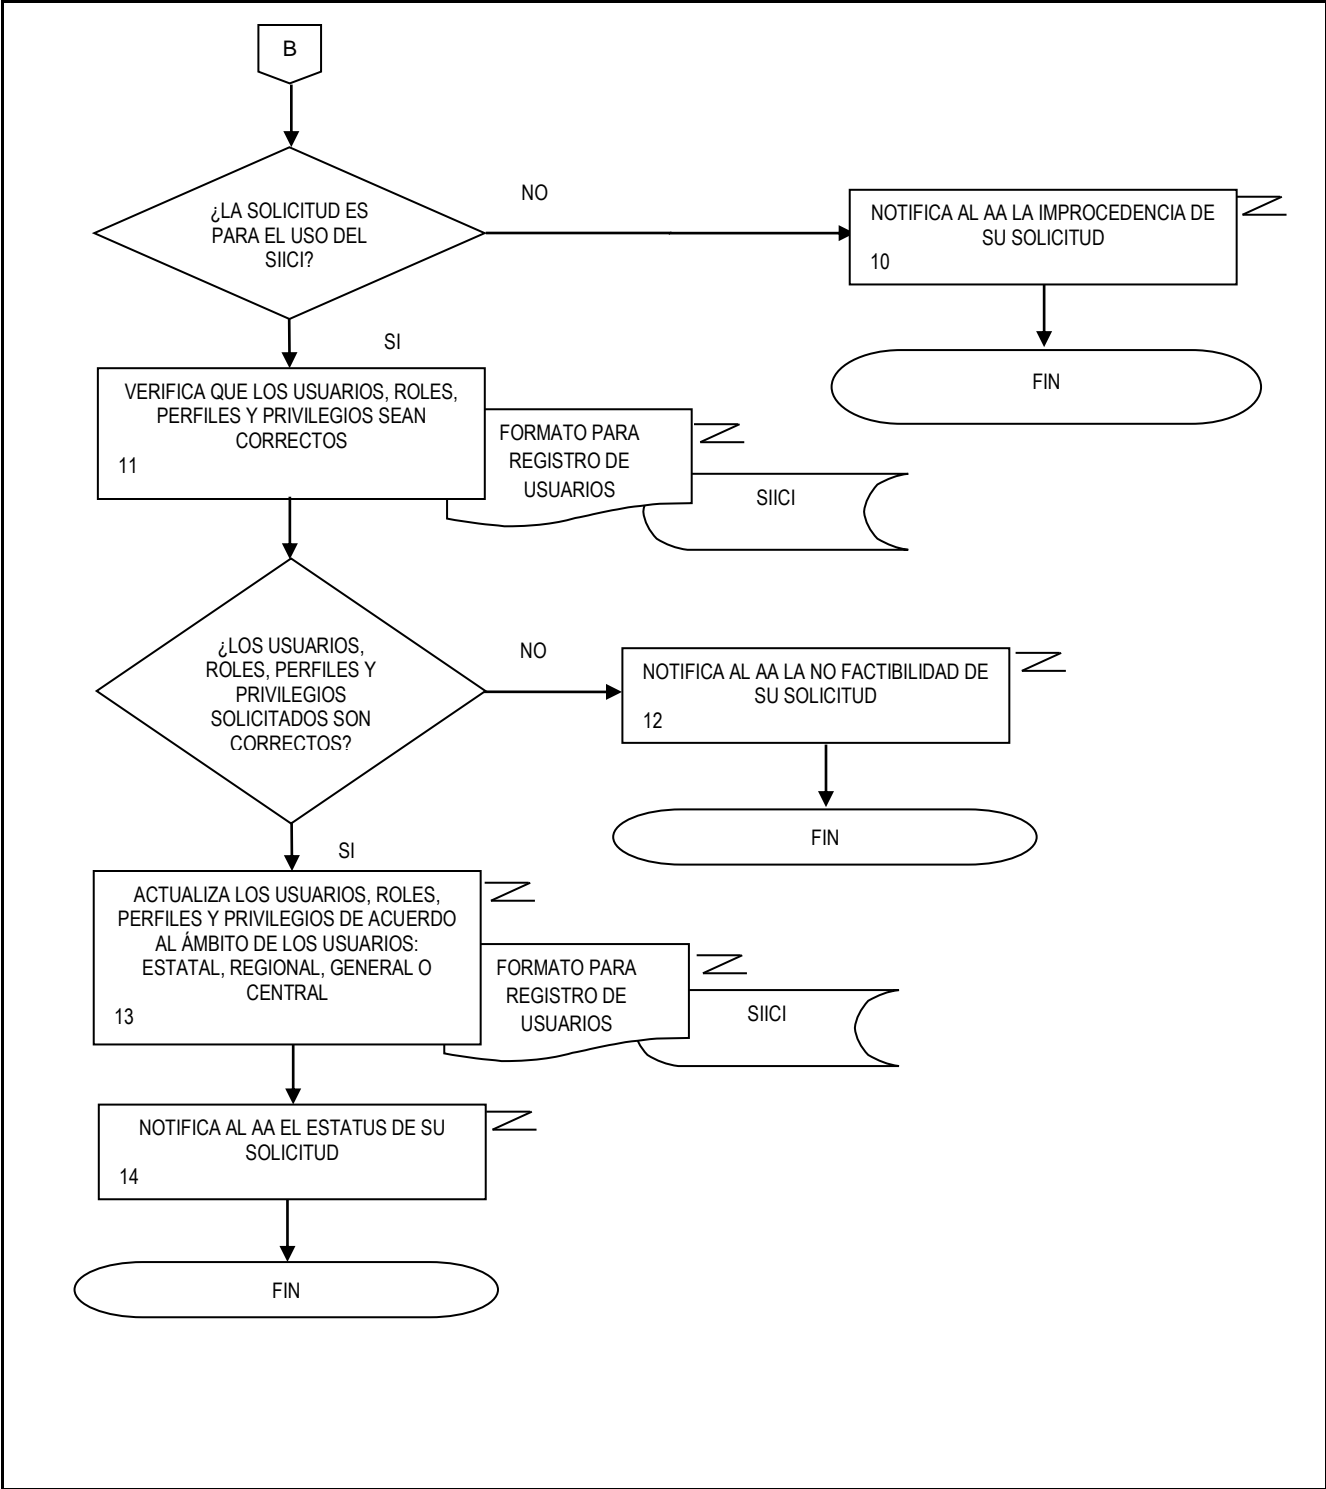 B
¿LA SOLICITUD ES
PARA EL USO DEL
SIICI?
NO
NOTIFICA AL AA LA IMPROCEDENCIA DE
SU SOLICITUD
10
FIN
SI
VERIFICA QUE LOS USUARIOS, ROLES,
PERFILES Y PRIVILEGIOS SEAN
CORRECTOS
11
FORMATO PARA
REGISTRO DE
USUARIOS
SIICI
¿LOS USUARIOS,
ROLES, PERFILES Y
PRIVILEGIOS
SOLICITADOS SON
CORRECTOS?
NO
NOTIFICA AL AA LA NO FACTIBILIDAD DE
SU SOLICITUD
12
FIN
SI
ACTUALIZA LOS USUARIOS, ROLES,
PERFILES Y PRIVILEGIOS DE ACUERDO
AL ÁMBITO DE LOS USUARIOS:
ESTATAL, REGIONAL, GENERAL O
CENTRAL
13
FORMATO PARA
REGISTRO DE
USUARIOS
SIICI
NOTIFICA AL AA EL ESTATUS DE SU
SOLICITUD
14
FIN